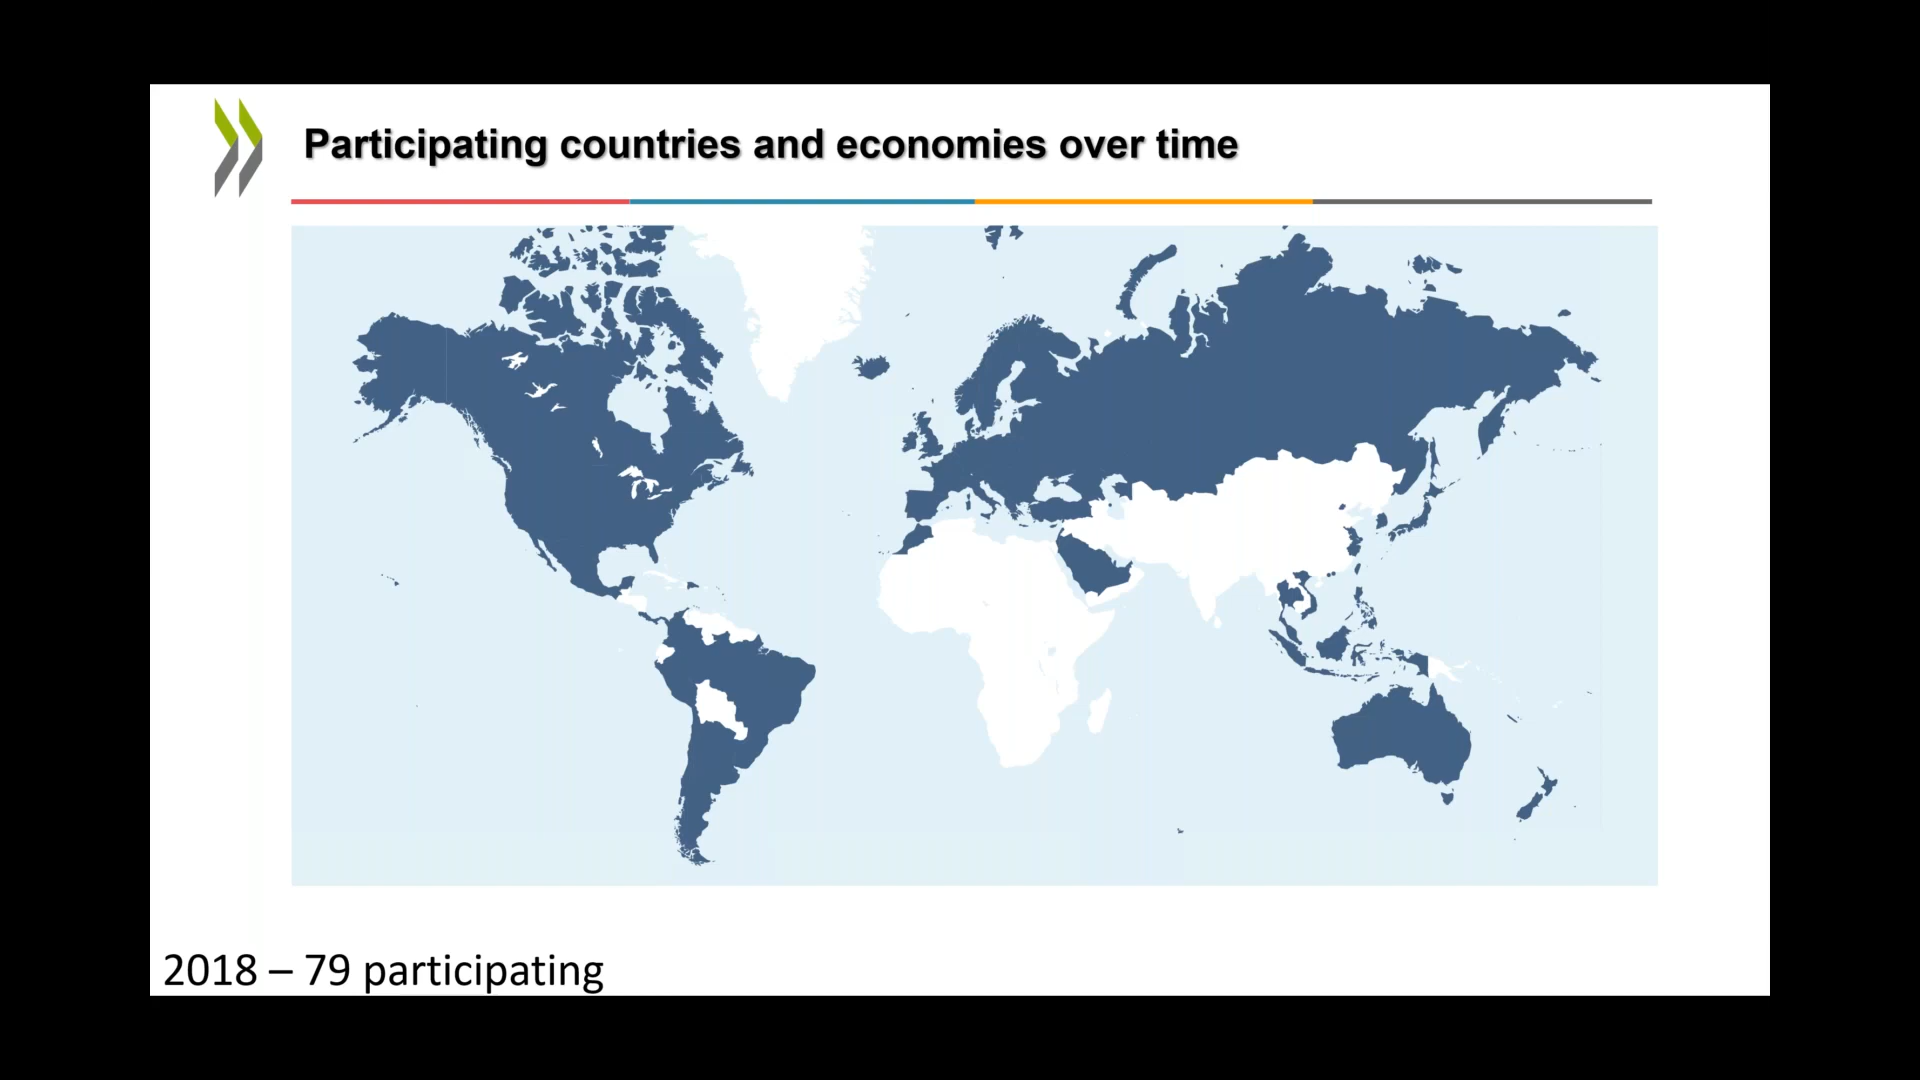 Participating countries and economies over time
2018 – 79 participating